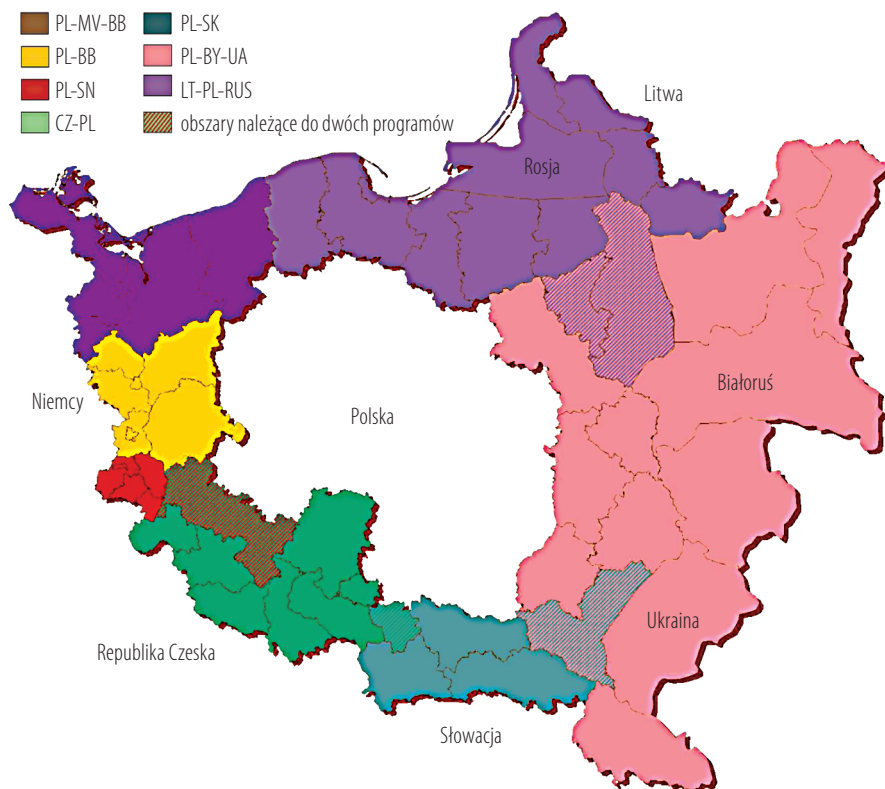 PL-MV-BB
PL-BB
PL-SN
CZ-PL
PL-SK
PL-BY-UA
LT-PL-RUS
obszary należące do dwóch programów
Litwa
Rosja
Białoruś
Niemcy
Polska
Ukraina
Republika Czeska
Słowacja